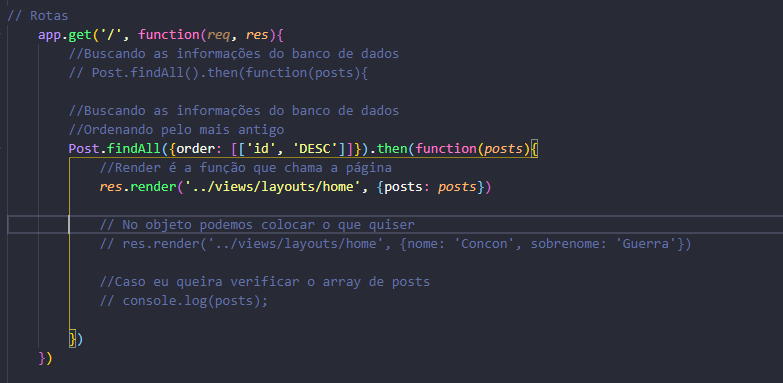 // Rotas
app.get('/', function(req, res){
//Buscando as informações do banco de dados
// Post.findAll().then(function(posts){
//Buscando as informações do banco de dados
//Ordenando pelo mais antigo
Post.findAll({order: [['id', 'DESC']]}).then(function(posts){
//Render é a função que chama a página
res.render('../views/layouts/home', {posts: posts})
// No objeto podemos colocar o que quiser
// res.render('../views/layouts/home', {nome: 'Concon', sobrenome: 'Guerra'})
//Caso eu queira verificar o array de posts
// console.log(posts);
})
})